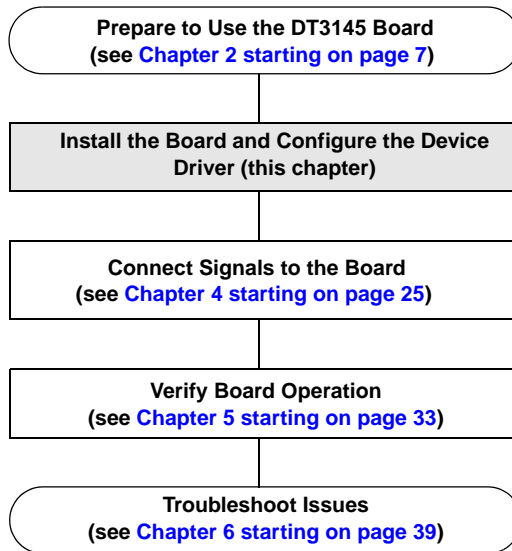 Prepare to Use the DT3145 Board
(see Chapter 2 starting on page 7)
Install the Board and Configure the Device
Driver (this chapter)
Connect Signals to the Board
(see Chapter 4 starting on page 25)
Verify Board Operation
(see Chapter 5 starting on page 33)
Troubleshoot Issues
(see Chapter 6 starting on page 39)